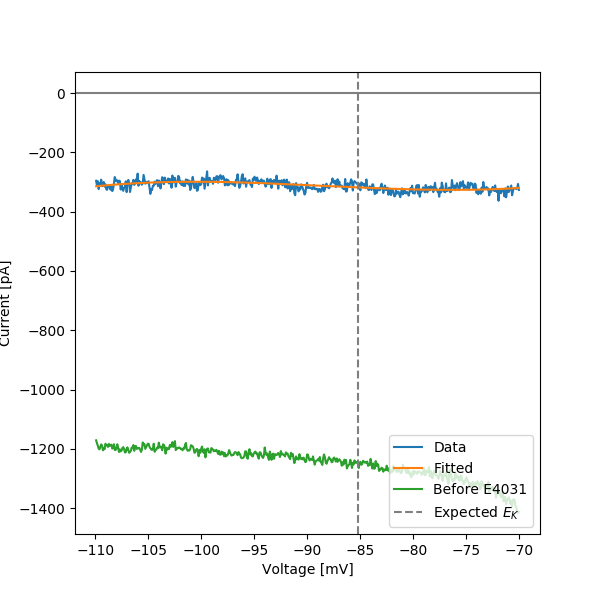 0
−200
−400
−600
−800
−1000
−1200
−1400
Current [pA]
−110 −105 −100 −95 −90 −85 −80 −75 −70
Voltage [mV]
Data
Fitted
Before E4031
Expected E_K